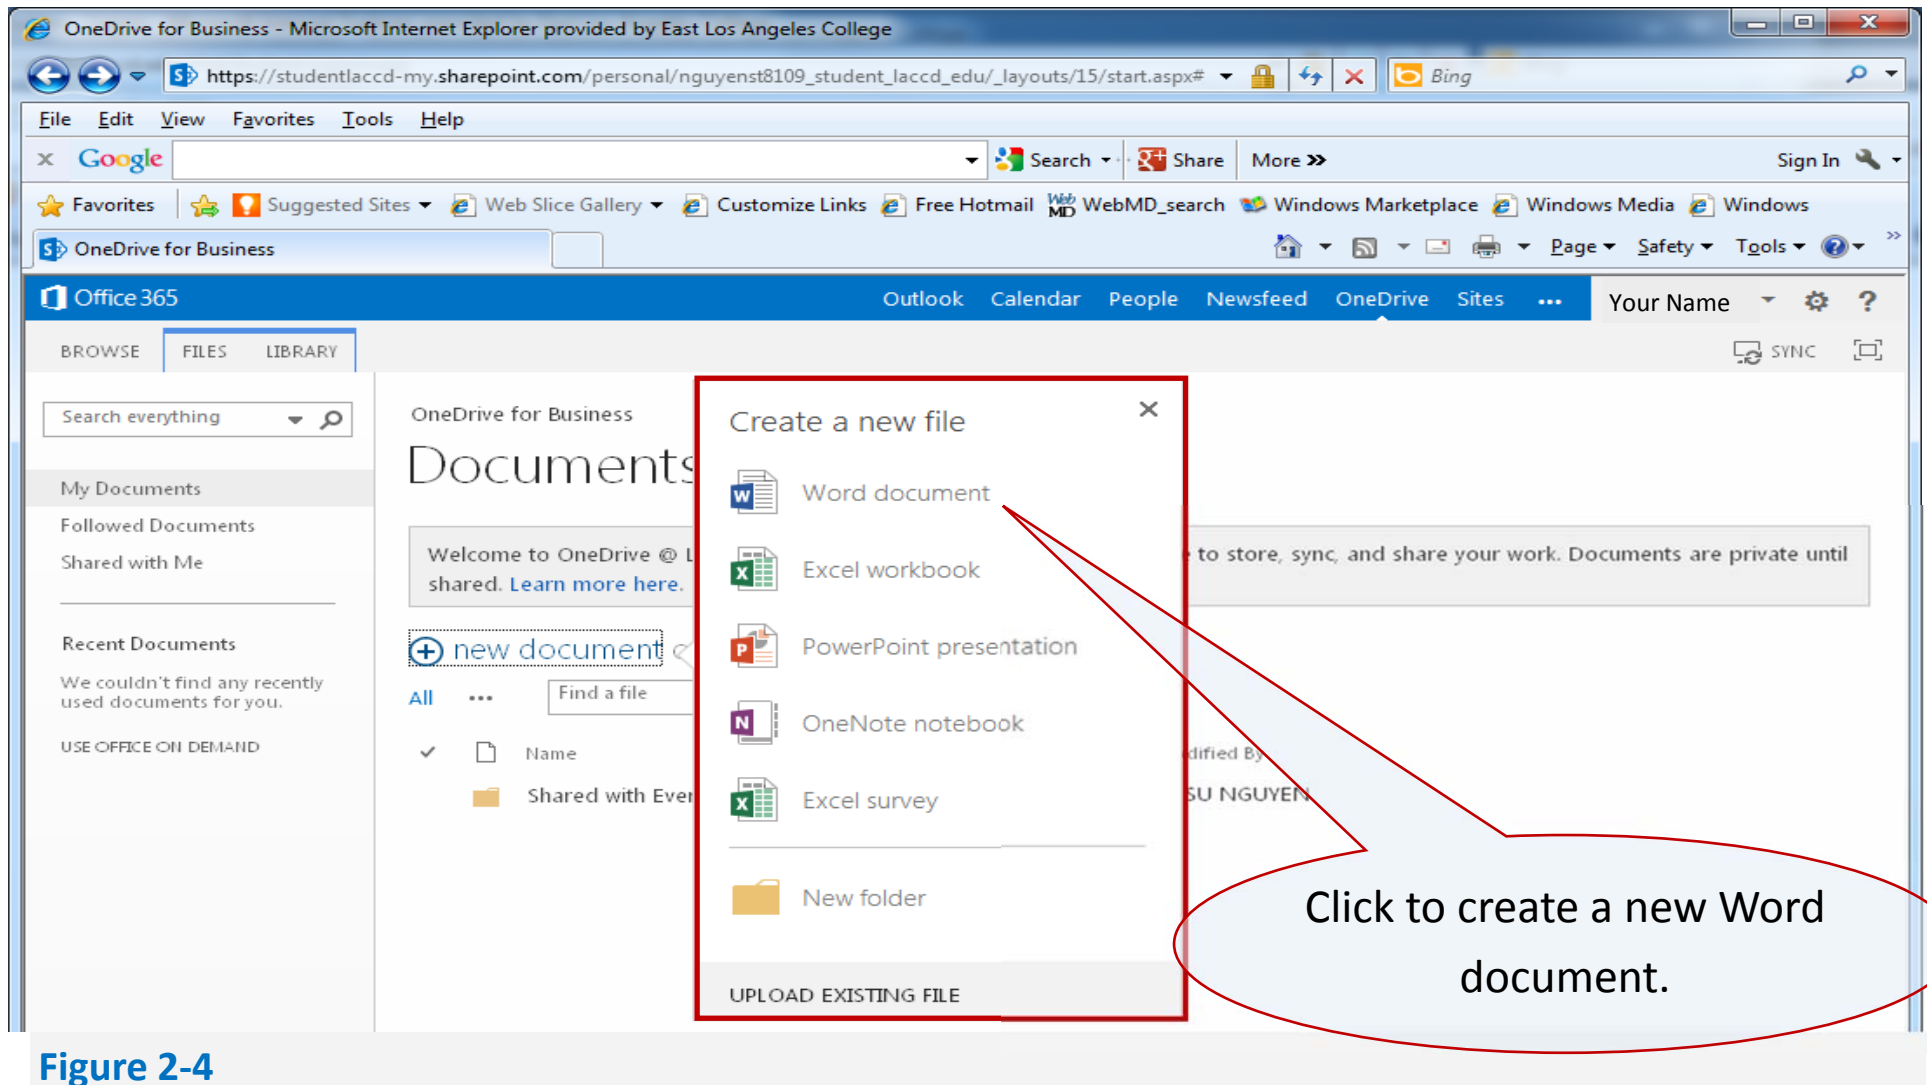 OneDrive for Business - Microsoft Internet Explorer provided by East Los Angeles College
https://studentlaccd-my.sharepoint.com/personal/nguyenst8109_student_laccd_edu/_layouts/15/start.aspx#
Bing
File Edit View Favorites Tools Help
x Google Search Share More >> Sign In
Favorites Suggested Sites Web Slice Gallery Customize Links Free Hotmail Web MD WebMD_search Windows Marketplace Windows Media Windows
OneDrive for Business Page Safety Tools
Office 365 Outlook Calendar People Newsfeed OneDrive Sites ... Your Name ?
BROWSE FILES LIBRARY SYNC
Search everything
My Documents
Followed Documents
Shared with Me
Recent Documents
We couldn't find any recently
used documents for you.
USE OFFICE ON DEMAND
OneDrive for Business
Documents
Welcome to OneDrive @ L to store, sync, and share your work. Documents are private until
shared. Learn more here.
new document
All ... Find a file
Name dified By
Shared with Ever SU NGUYEN
Create a new file
Word document
Excel workbook
PowerPoint presentation
OneNote notebook
Excel survey
New folder
UPLOAD EXISTING FILE
Click to create a new Word
document.
Figure 2-4